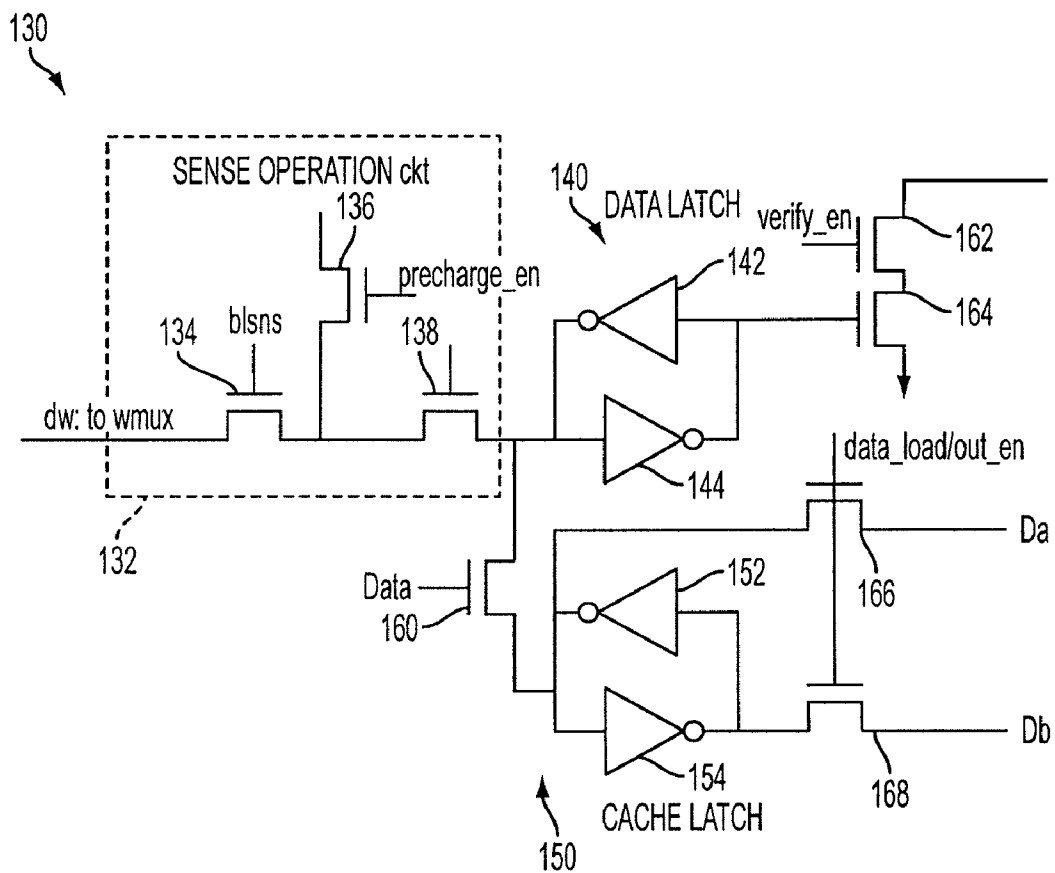 130
SENSE OPERATION ckt
136
precharge_en
blsns
134
138
dw: to wmux
132
140
DATA LATCH
142
144
verify_en
162
164
data_load/out_en
Da
166
Data
160
152
154
CACHE LATCH
150
Db
168